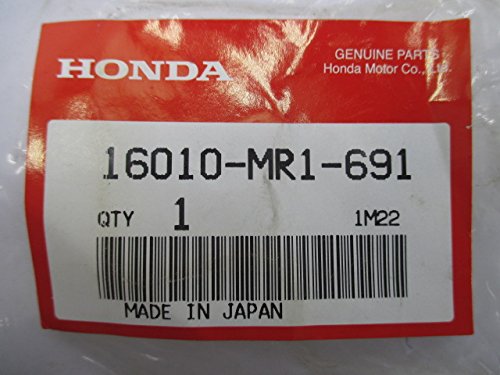 HONDA
GENUINE PARTS
Honda Motor Co., Ltd.
16010-MR1-691
QTY 1 1M22
MADE IN JAPAN